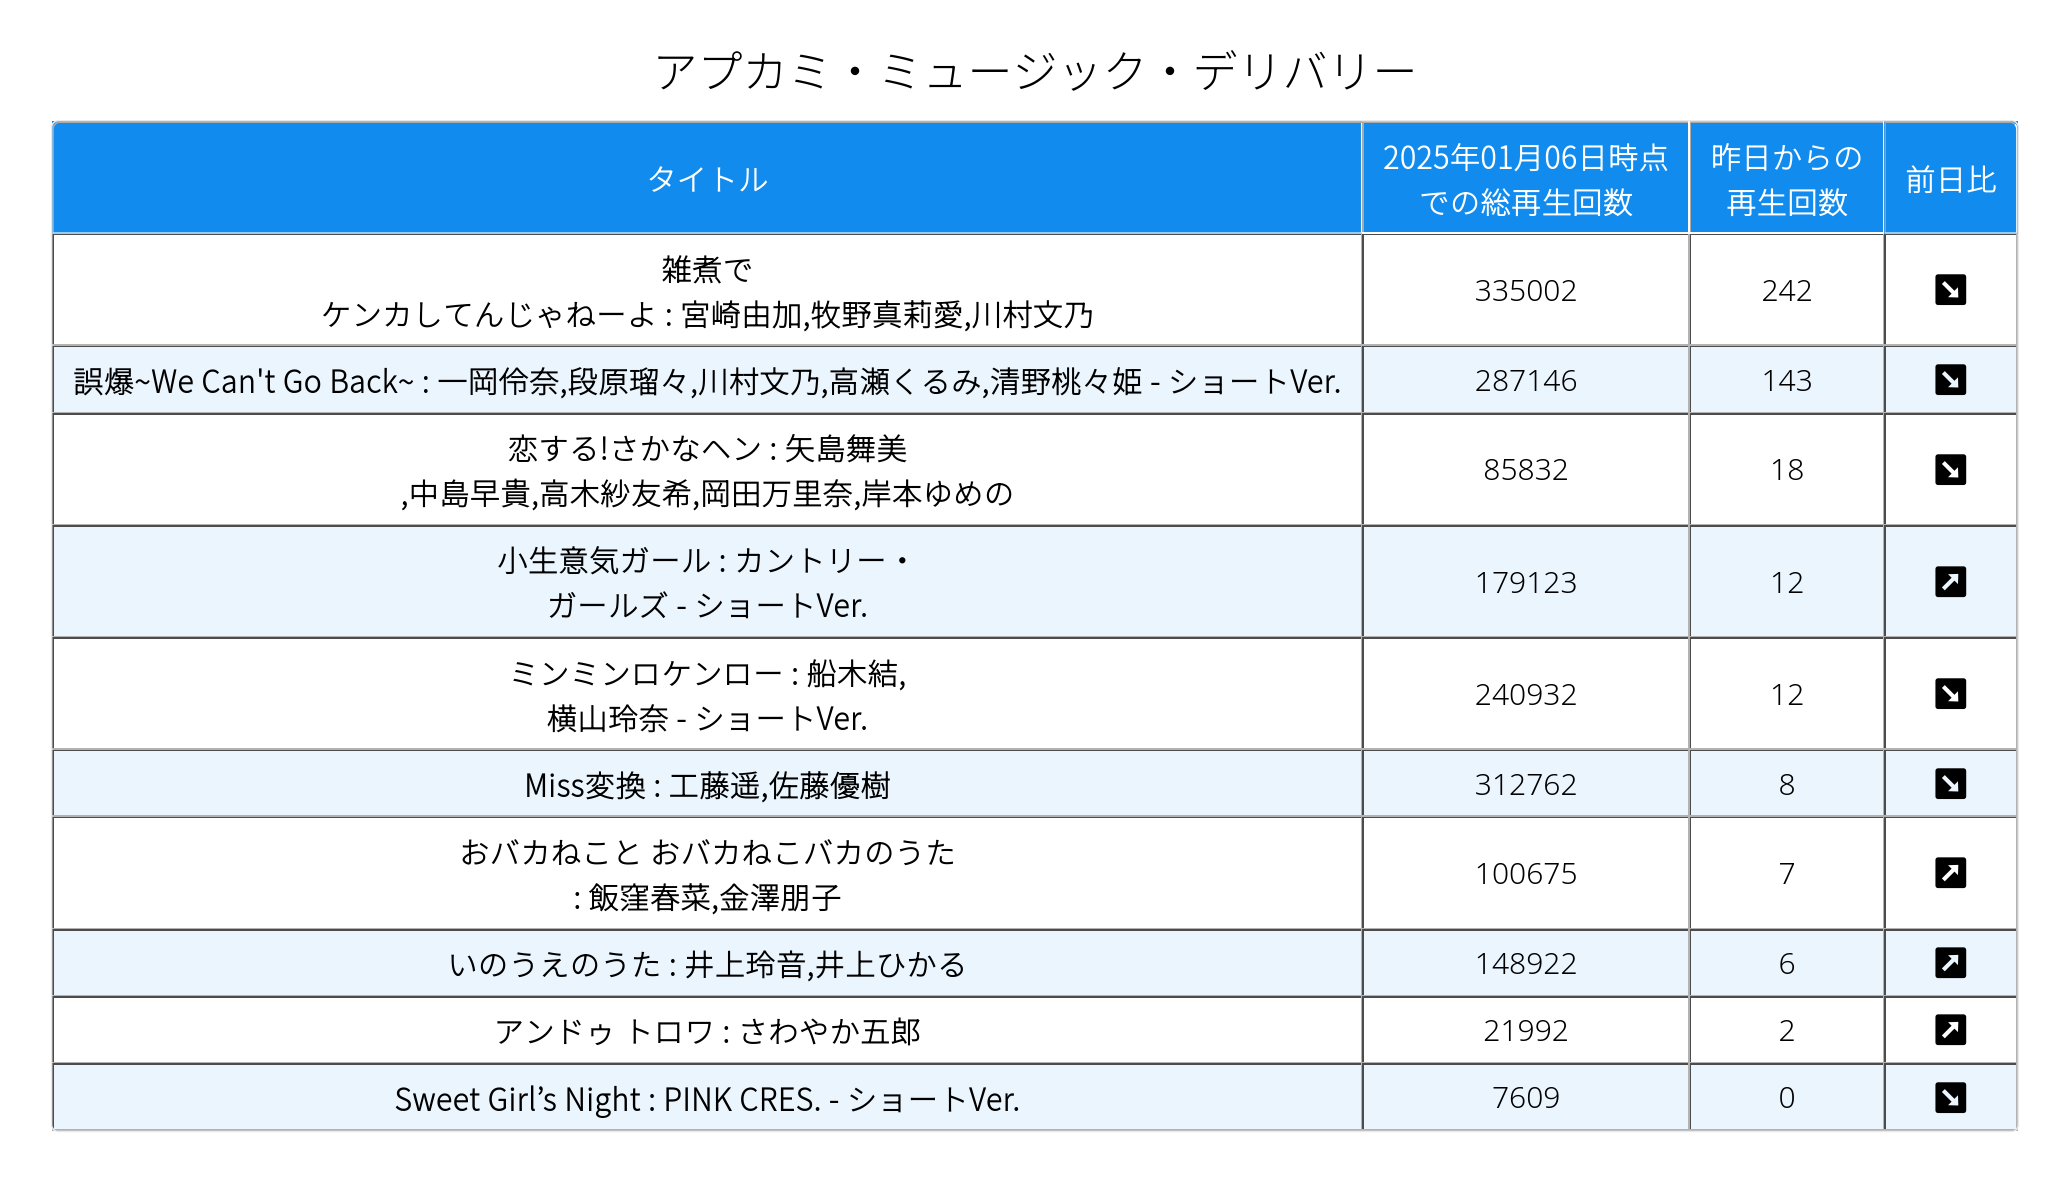 アプカミ・ミュージック・デリバリー
タイトル
2025年01月06日時点
での総再生回数
昨日からの
再生回数
前日比
雑煮で
ケンカしてんじゃねーよ : 宮崎由加,牧野真莉愛,川村文乃
335002
242
誤爆~We Can't Go Back~ : 一岡伶奈,段原瑠々,川村文乃,高瀬くるみ,清野桃々姫 - ショートVer.
287146
143
恋する!さかなヘン : 矢島舞美
,中島早貴,高木紗友希,岡田万里奈,岸本ゆめの
85832
18
小生意気ガール : カントリー・
ガールズ - ショートVer.
179123
12
ミンミンロケンロー : 船木結,
横山玲奈 - ショートVer.
240932
12
Miss変換 : 工藤遥,佐藤優樹
312762
8
おバカねこと おバカねこバカのうた
: 飯窪春菜,金澤朋子
100675
7
いのうえのうた : 井上玲音,井上ひかる
148922
6
アンドゥ トロワ : さわやか五郎
21992
2
Sweet Girl’s Night : PINK CRES. - ショートVer.
7609
0